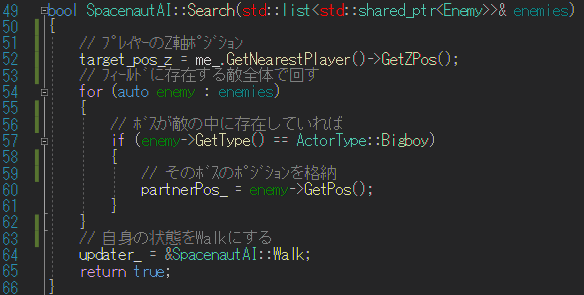 49 bool SpacenautAI::Search(std::list<std::shared_ptr<Enemy>>& enemies)
50 {
51 // ﾌﾟﾚｲﾔｰのZ軸ﾎﾟｼﾞｼｮﾝ
52 target_pos_z = me_.GetNearestPlayer()->GetZPos();
53 // ﾌｨｰﾙﾄﾞに存在する敵全体で回す
54 for (auto enemy : enemies)
55 {
56 // ﾎﾞｽが敵の中に存在していれば
57 if (enemy->GetType() == ActorType::Bigboy)
58 {
59 // そのﾎﾞｽのﾎﾟｼﾞｼｮﾝを格納
60 partnerPos_ = enemy->GetPos();
61 }
62 }
63 // 自身の状態をWalkにする
64 updater_ = &SpacenautAI::Walk;
65 return true;
66 }